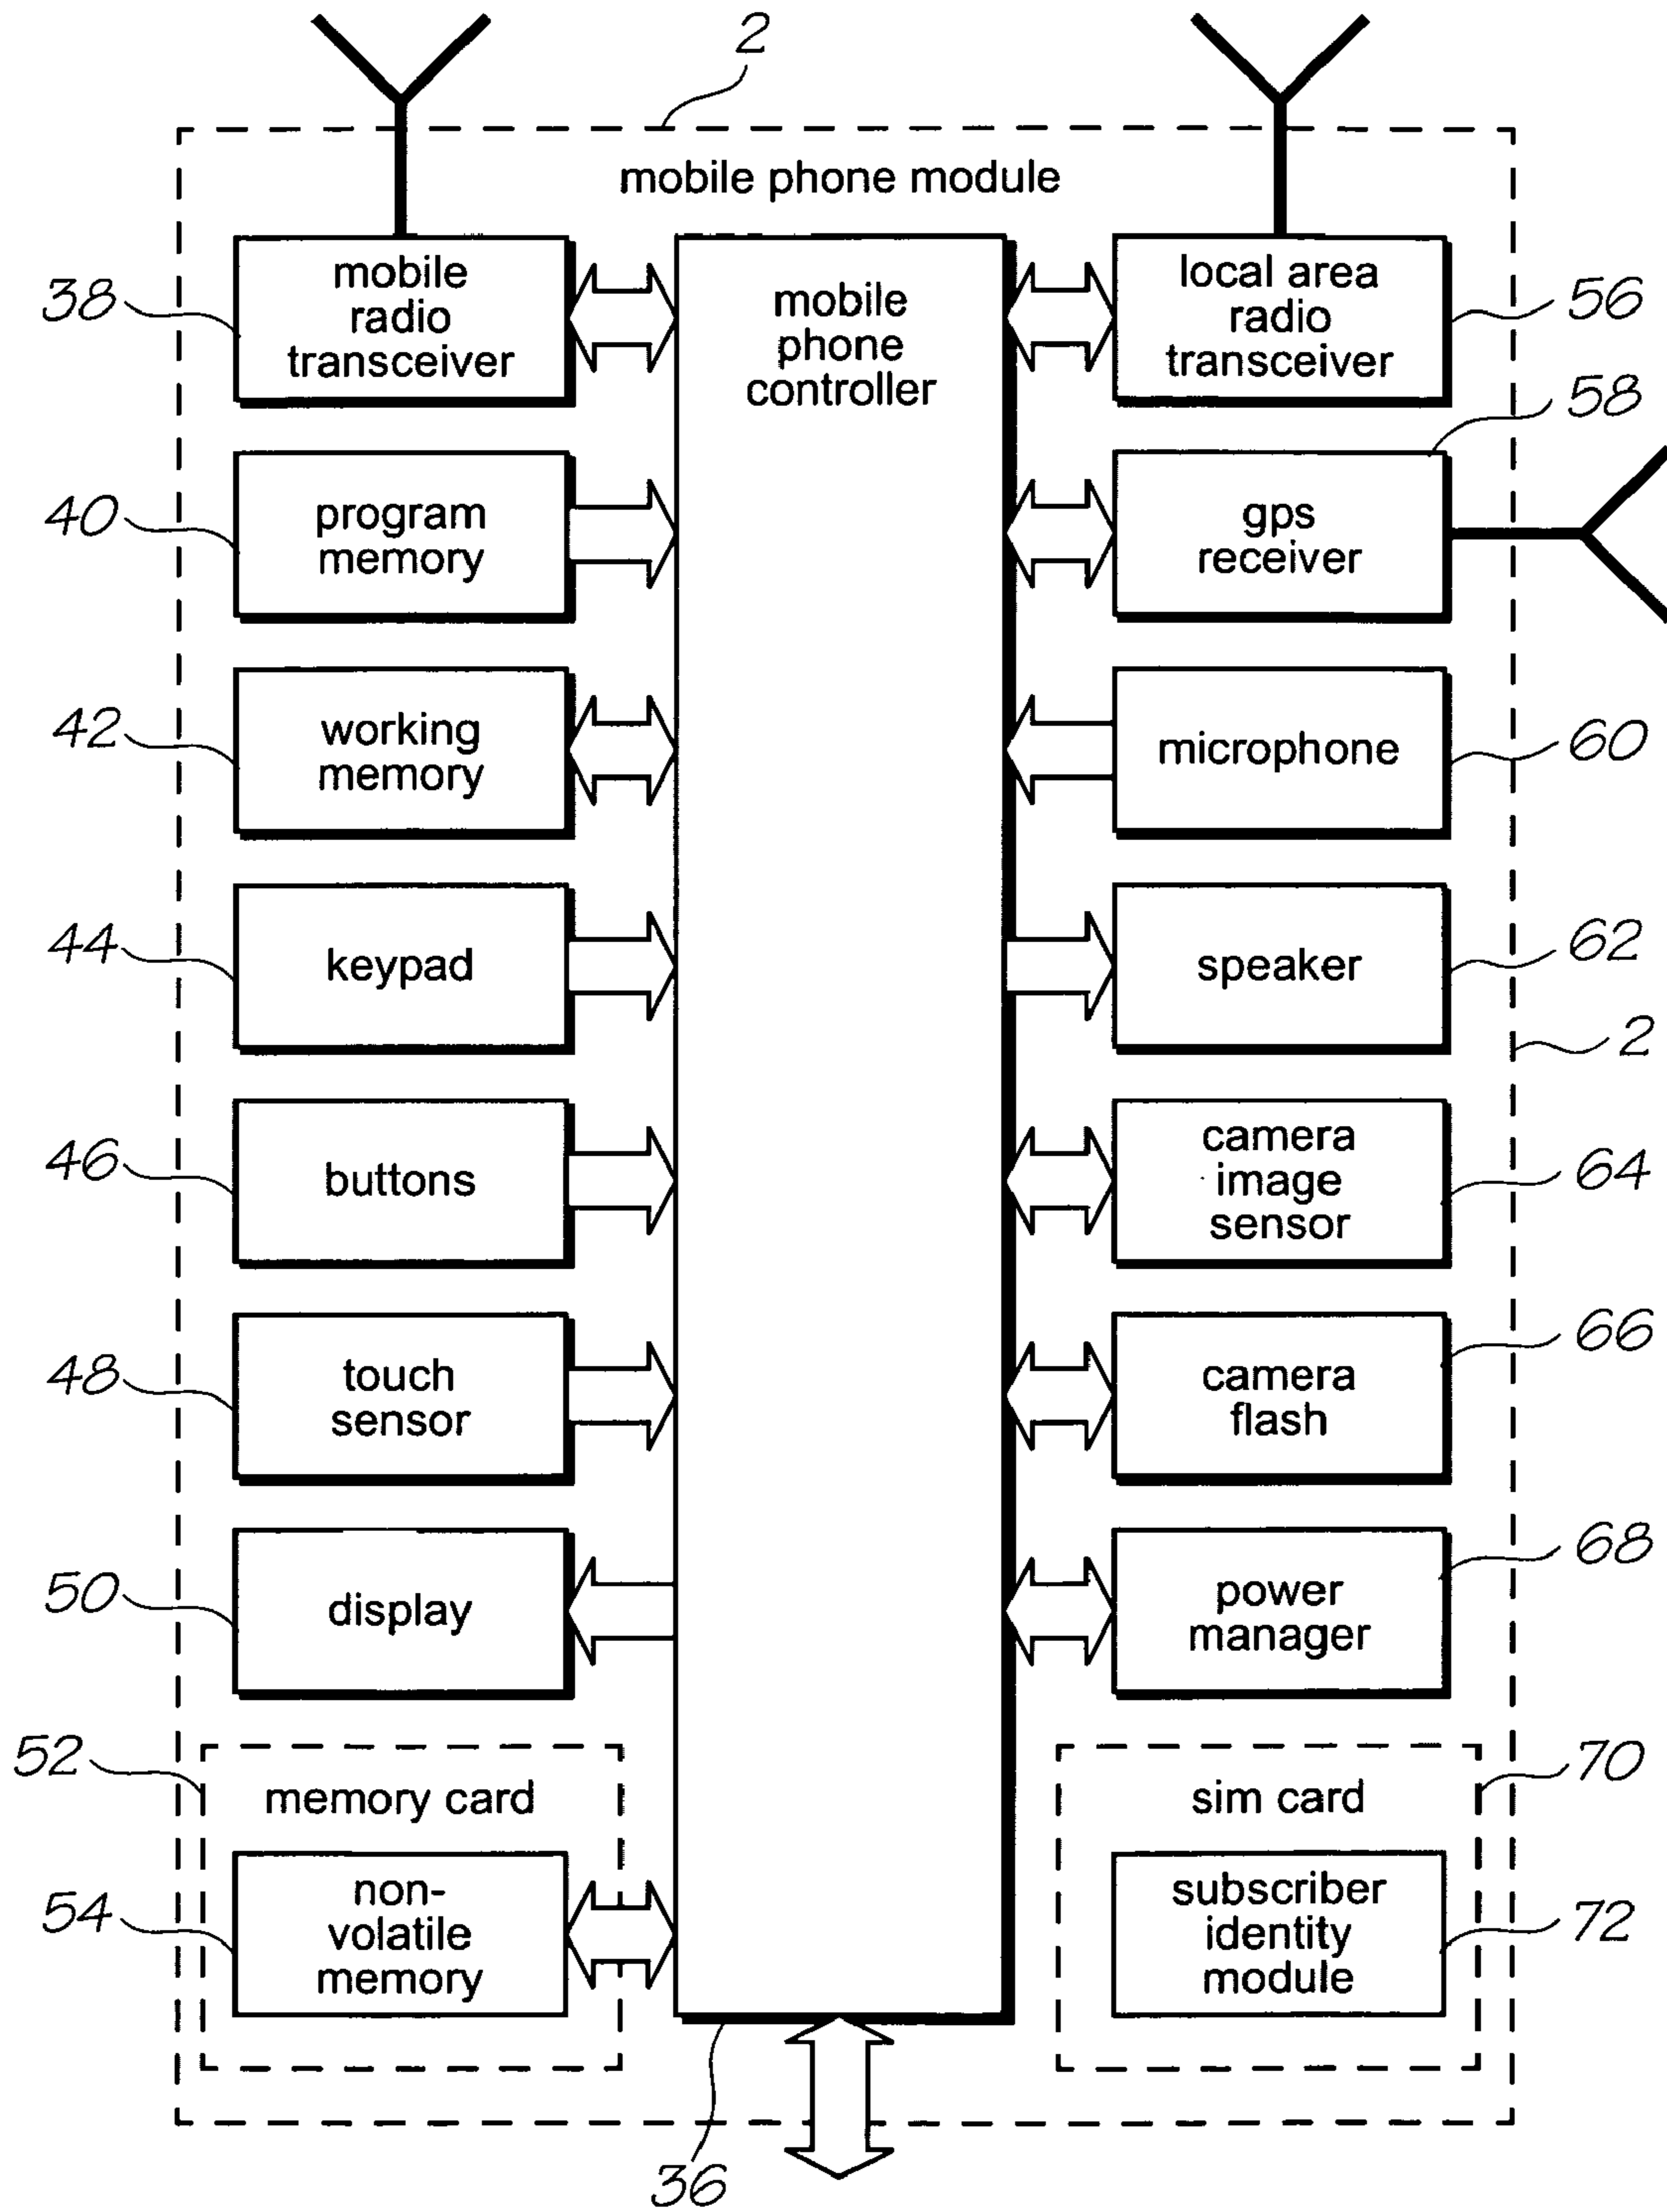 2
mobile phone module
38
mobile
radio
transceiver
mobile
phone
controller
local area
radio
transceiver
56
58
40
program
memory
gps
receiver
42
working
memory
microphone
60
44
keypad
speaker
62
2
46
buttons
camera
image
sensor
64
48
touch
sensor
camera
flash
66
50
display
power
manager
68
52
memory card
sim card
70
54
non-
volatile
memory
subscriber
identity
module
72
36